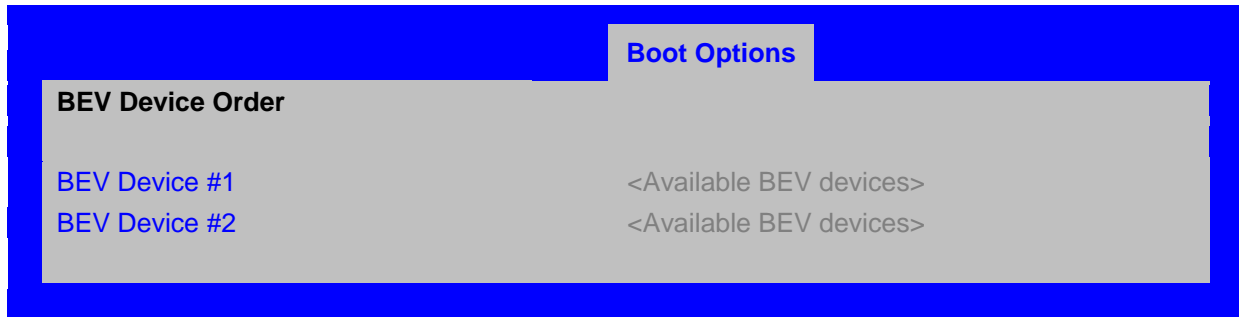 Boot Options
BEV Device Order
BEV Device #1 <Available BEV devices>
BEV Device #2 <Available BEV devices>